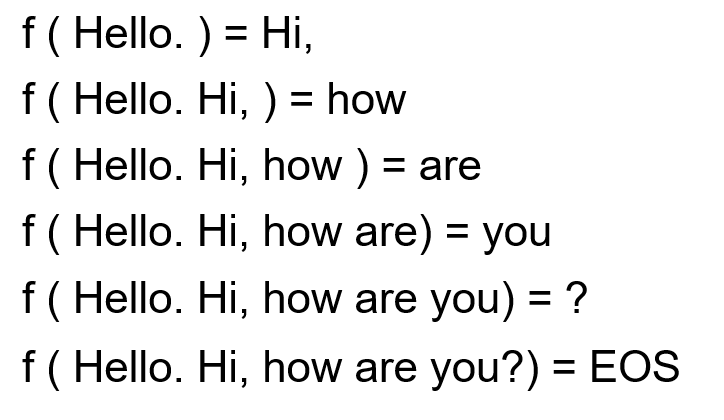 f ( Hello. ) = Hi,
f ( Hello. Hi, ) = how
f ( Hello. Hi, how ) = are
f ( Hello. Hi, how are) = you
f ( Hello. Hi, how are you) = ?
f ( Hello. Hi, how are you?) = EOS